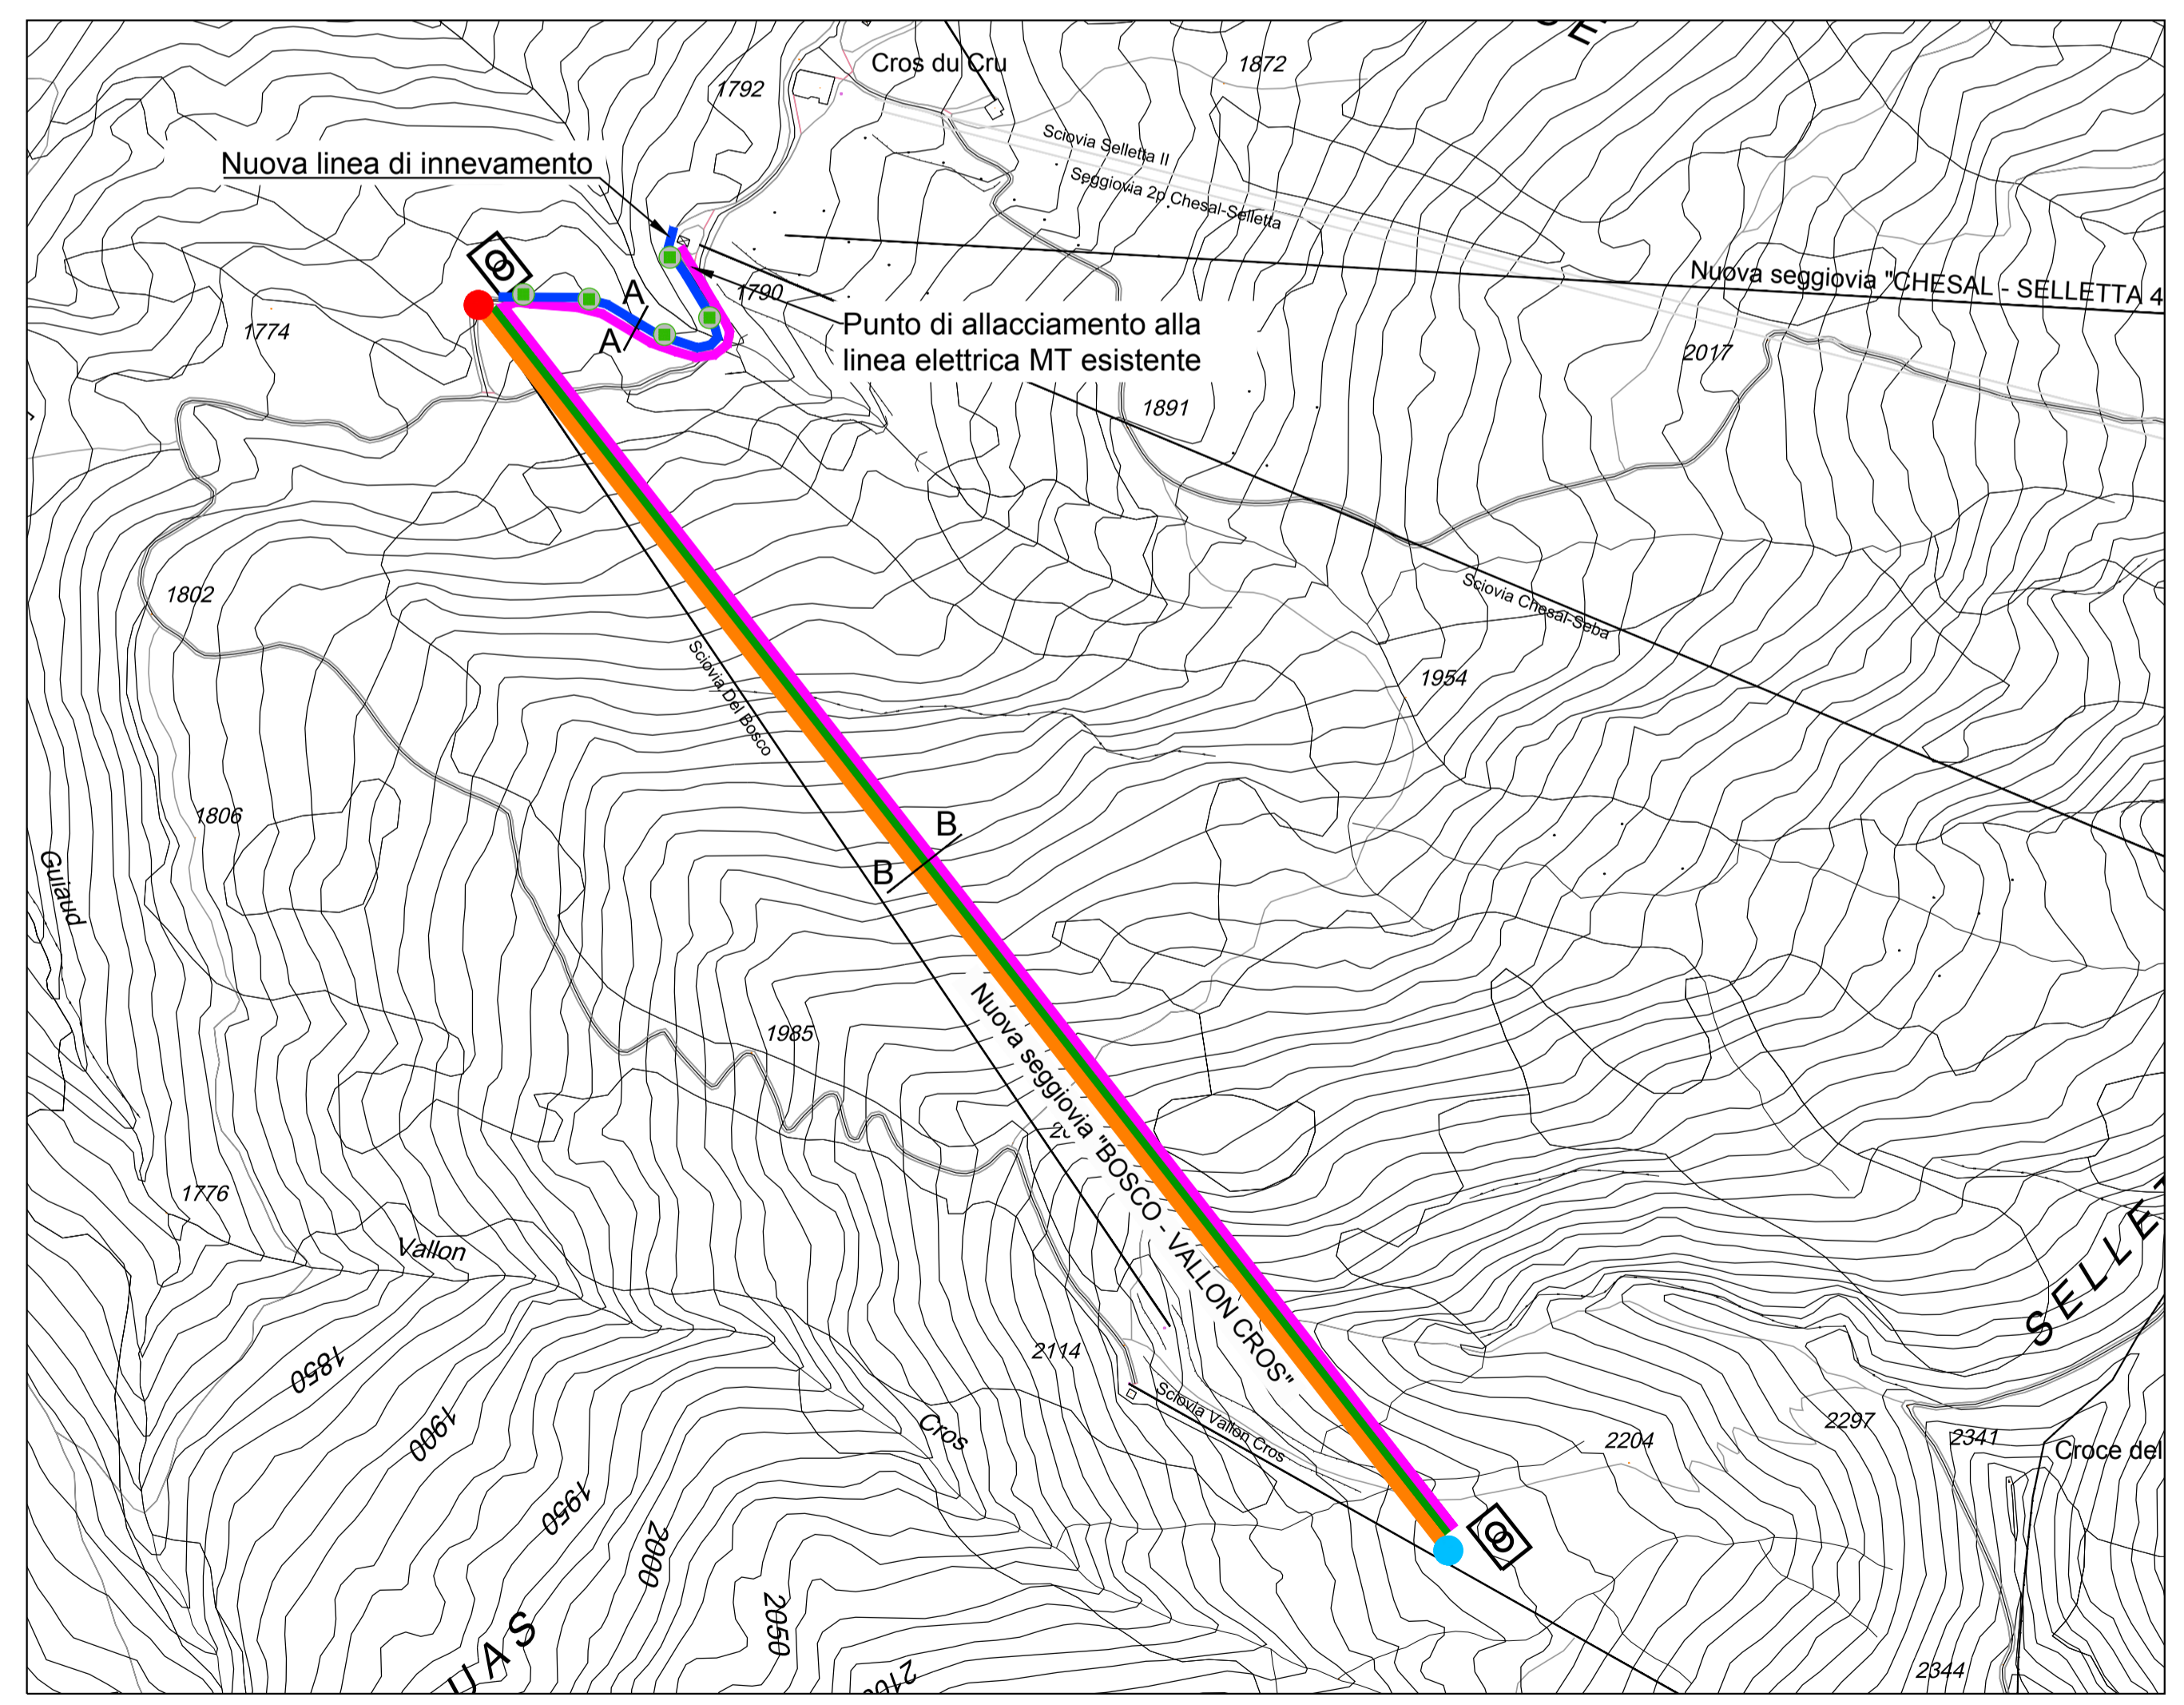 Cros du Cru
1872
1792
Sciovia Selletta II
Nuova linea di innevamento
Seggiovia 2p Chesal-Selletta
Nuova seggiovia "CHESAL - SELLETTA 4
1790
A
A
1774
Punto di allacciamento alla
linea elettrica MT esistente
2017
1891
1802
Sciovia Chesal-Seba
Sciovia Del Bosco
1954
1806
B
B
Guiaud
Nuova seggiovia "BOSCO - VALLON CROS"
1985
1776
Vallon
SELLET
1850
2114
1900
Sciovia Vallon Cros
Cros
2297
2204
2341
Croce del
1950
2000
2050
UAS
2344